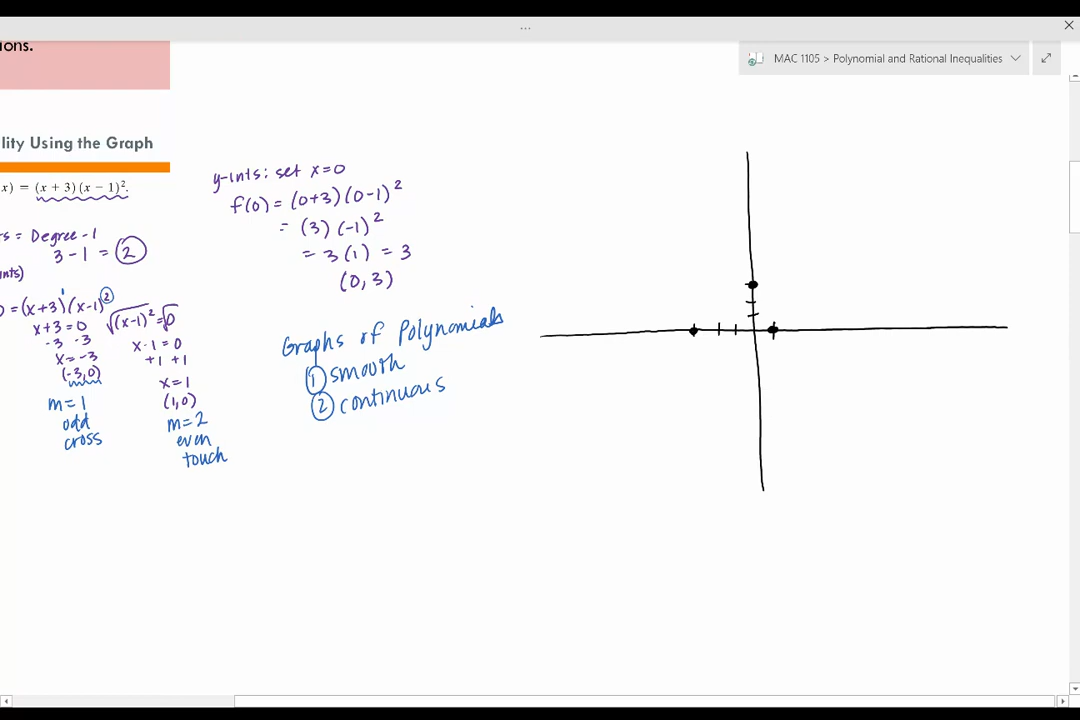 ions.
MAC 1105 > Polynomial and Rational Inequalities
lity Using the Graph
x) = (x + 3)(x − 1)².
rs = Degree - 1
3 - 1 = 2
ints)
0 = (x+3)¹(x-1)²
x+3=0
-3 -3
x=-3
(-3,0)
m=1
odd
cross
√(x-1)² = √0
x-1=0
+1 +1
x=1
(1,0)
m=2
even
touch
y-ints: set x=0
f(0) = (0+3)(0-1)²
= (3)(-1)²
= 3(1) = 3
(0,3)
Graphs of Polynomials
① smooth
② continuous